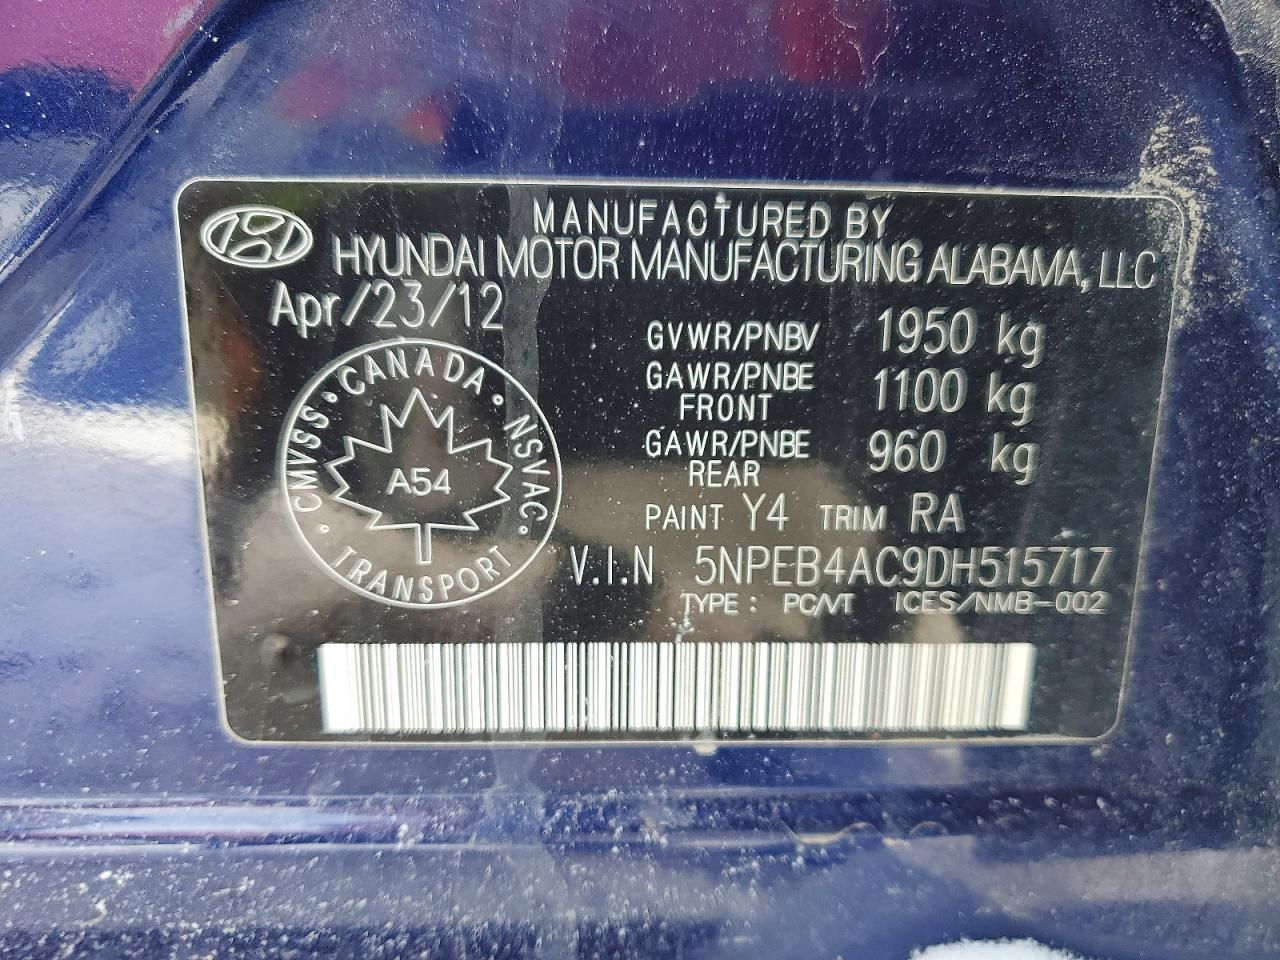 MANUFACTURED BY
HYUNDAI MOTOR MANUFACTURING ALABAMA, LLC
Apr/23/12
GVWR/PNBV 1950 kg
GAWR/PNBE FRONT 1100 kg
GAWR/PNBE REAR 960 kg
PAINT Y4 TRIM RA
V.I.N 5NPEB4AC9DH515717
TYPE: PC/VT ICES/NMB-002
CANADA · NSVAC · TRANSPORT · CMVSS ·
A54